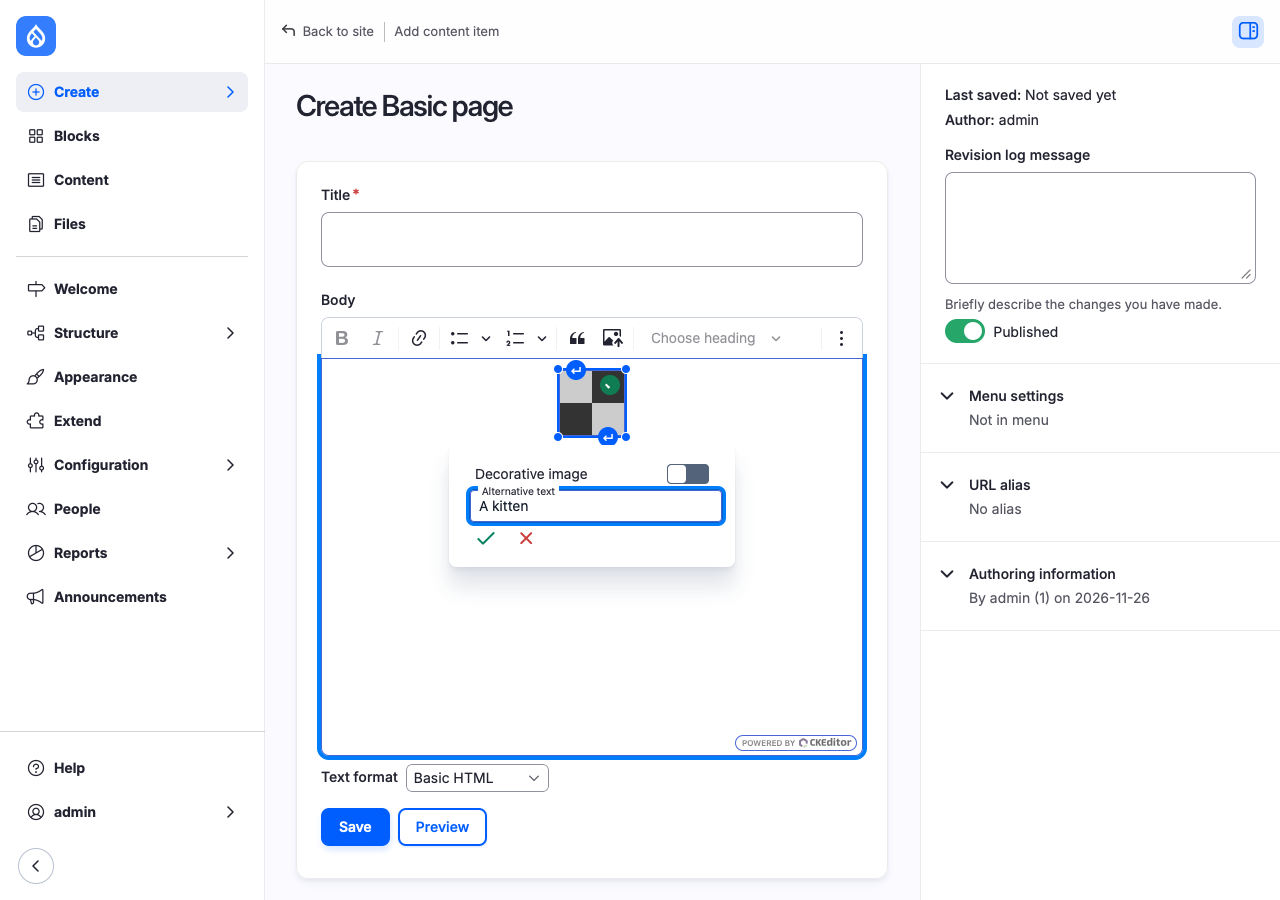 Back to site
Add content item
Create
Blocks
Content
Files
Welcome
Structure
Appearance
Extend
Configuration
People
Reports
Announcements
Help
admin
Create Basic page
Title*
Body
B I
Choose heading
Decorative image
Alternative text
A kitten
POWERED BY CKEditor
Text format
Basic HTML
Save
Preview
Last saved: Not saved yet
Author: admin
Revision log message
Briefly describe the changes you have made.
Published
Menu settings
Not in menu
URL alias
No alias
Authoring information
By admin (1) on 2026-11-26